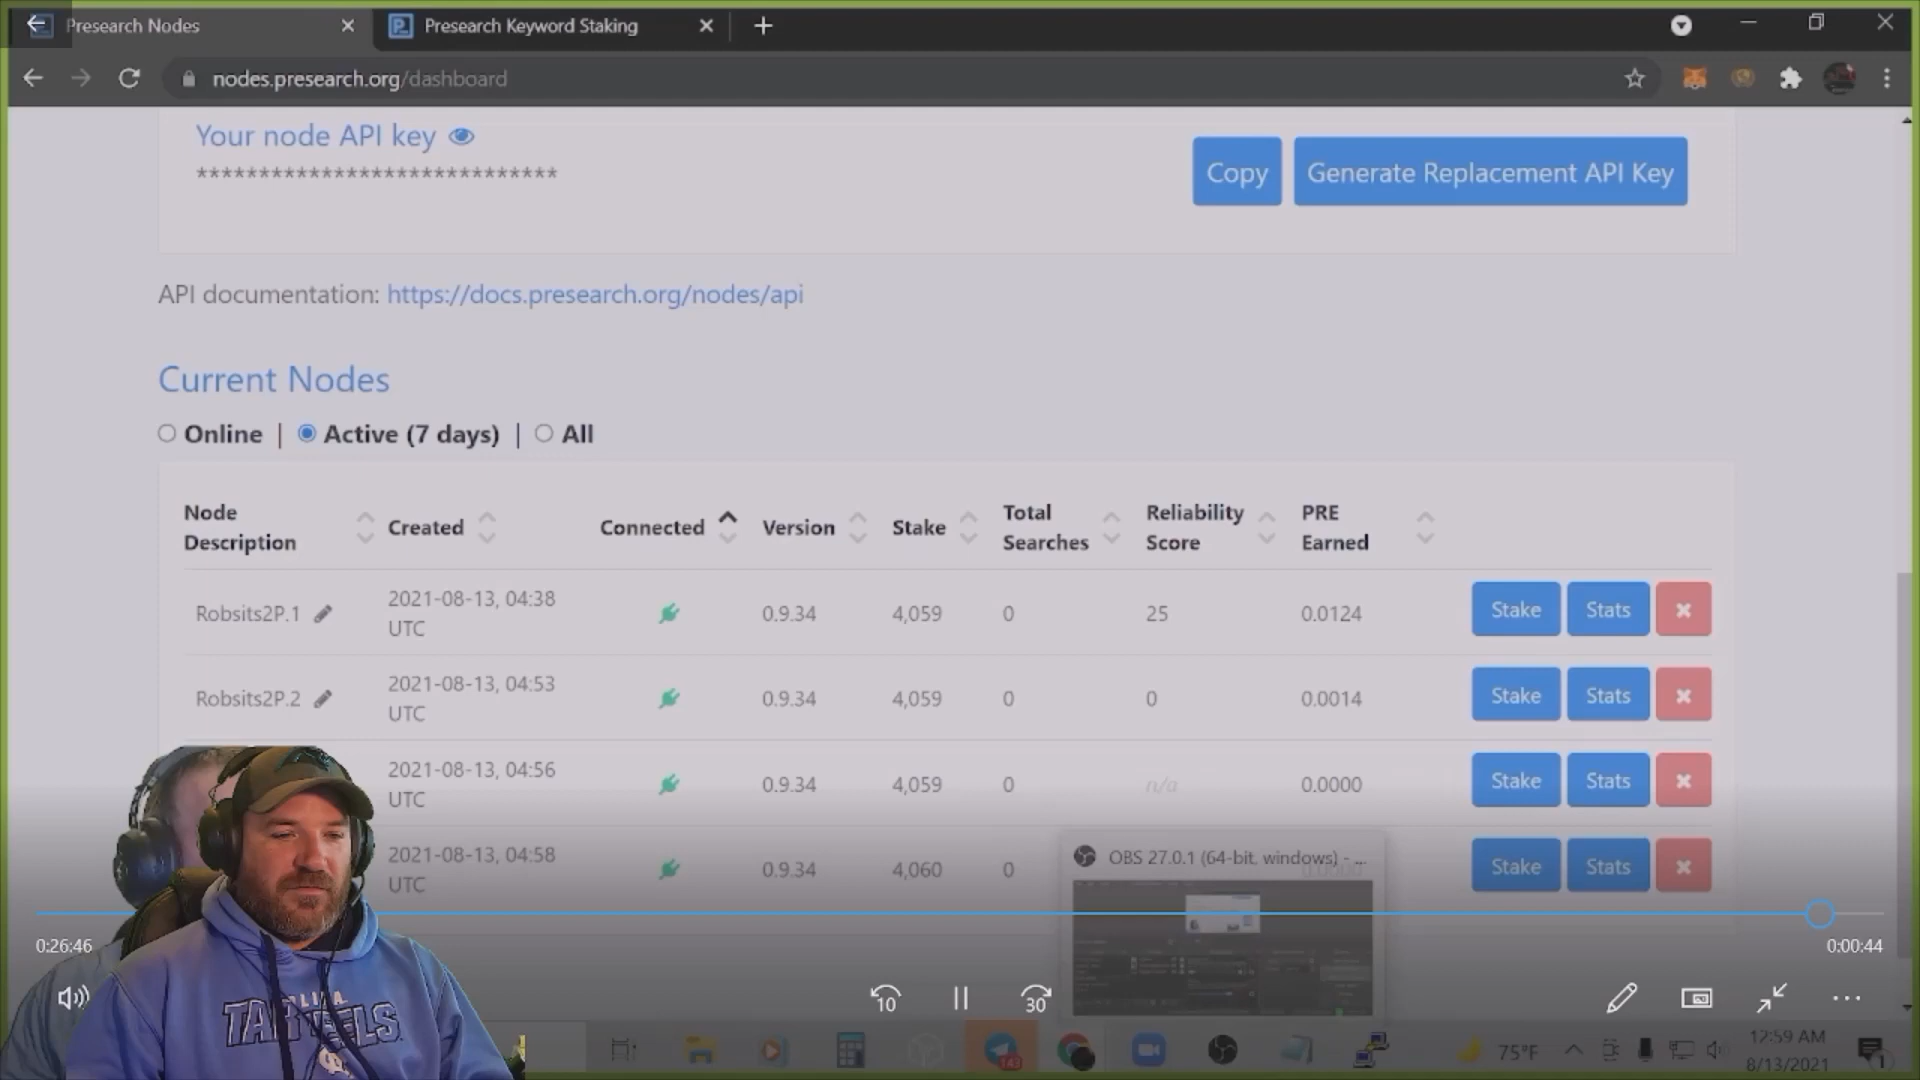 Presearch Nodes
Presearch Keyword Staking
nodes.presearch.org/dashboard
Your node API key
*****************************
Copy
Generate Replacement API Key
API documentation: https://docs.presearch.org/nodes/api
Current Nodes
Online | Active (7 days) | All
Node Description Created Connected Version Stake Total Searches Reliability Score PRE Earned
Robsits2P.1 2021-08-13, 04:38 UTC 0.9.34 4,059 0 25 0.0124 Stake Stats
Robsits2P.2 2021-08-13, 04:53 UTC 0.9.34 4,059 0 0 0.0014 Stake Stats
2021-08-13, 04:56 UTC 0.9.34 4,059 0 n/a 0.0000 Stake Stats
2021-08-13, 04:58 UTC 0.9.34 4,060 0 0.0000 Stake Stats
OBS 27.0.1 (64-bit, windows) - ...
0:26:46
0:00:44
10
30
TAR HEELS
143
75°F
12:59 AM
8/13/2021
1